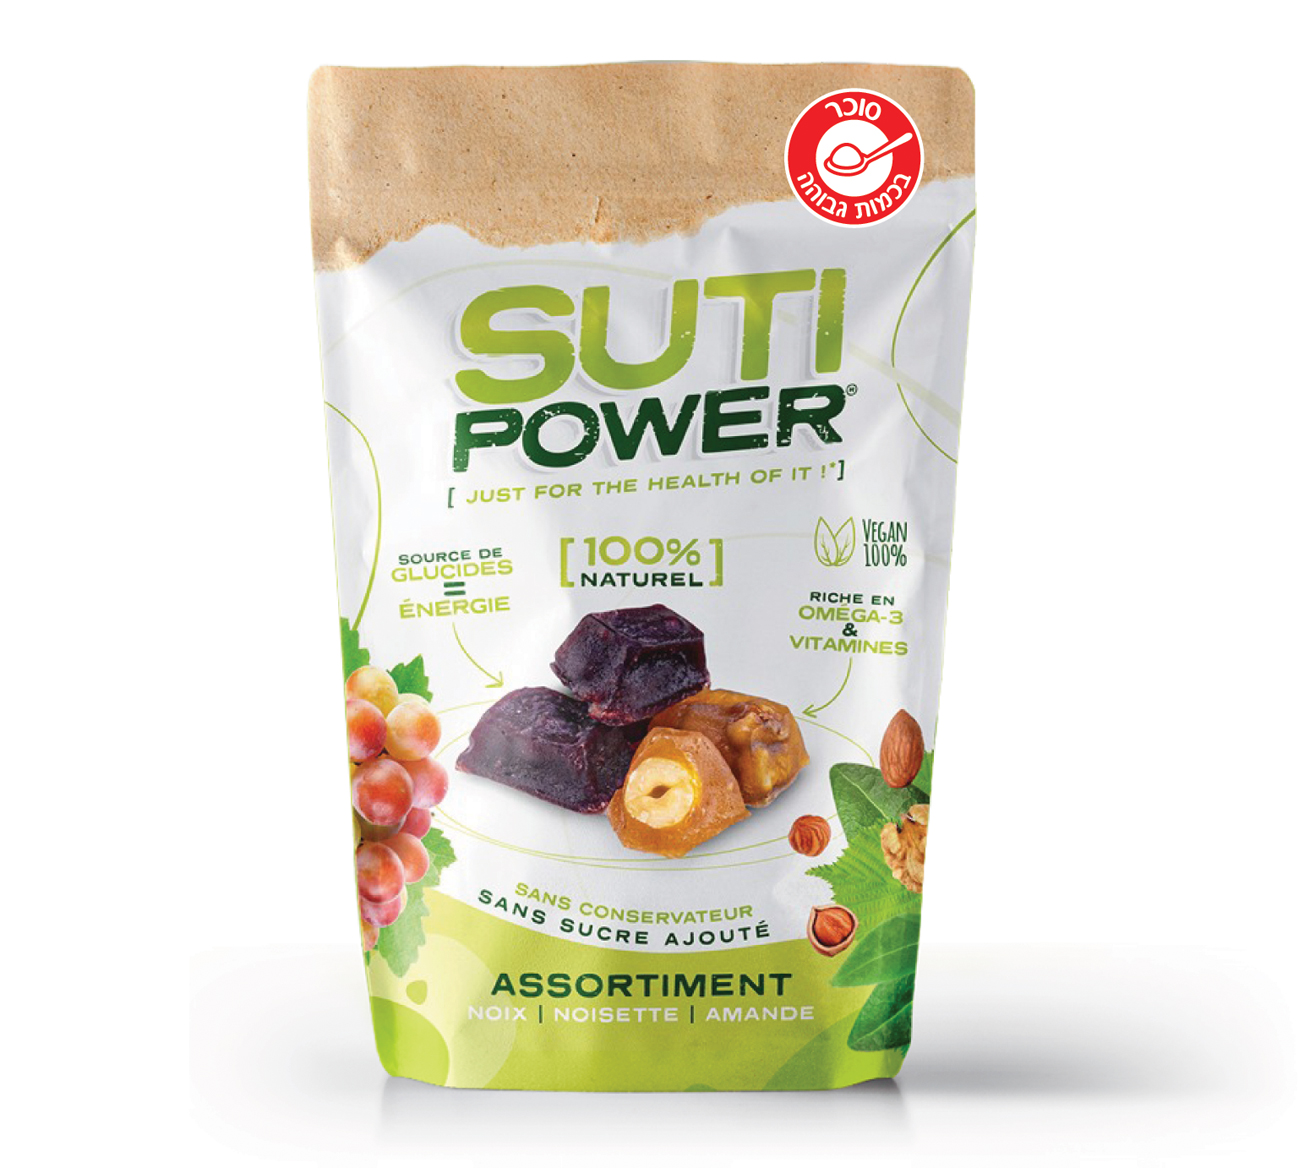 סוכר
בכמות גבוהה
SUTI
POWER®
[ JUST FOR THE HEALTH OF IT !*]
SOURCE DE
GLUCIDES
=
ÉNERGIE
[100%
NATUREL]
VEGAN
100%
RICHE EN
OMÉGA-3
&
VITAMINES
SANS CONSERVATEUR
SANS SUCRE AJOUTÉ
ASSORTIMENT
NOIX | NOISETTE | AMANDE